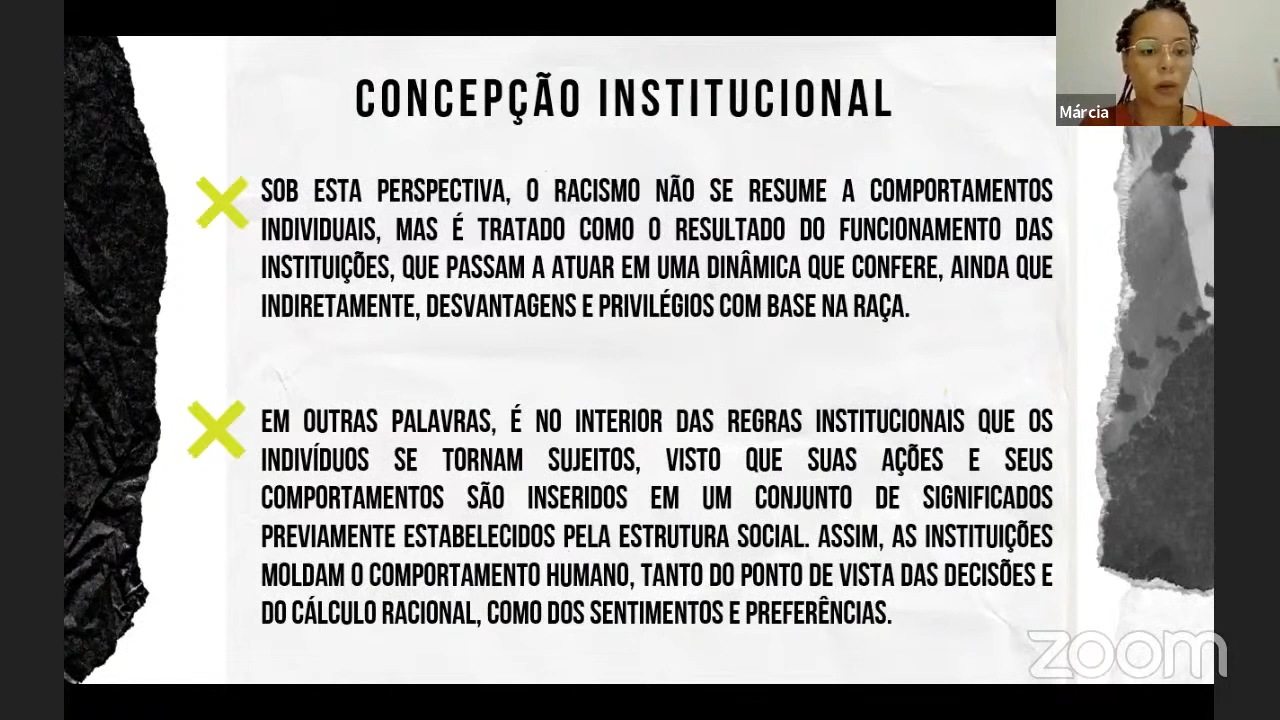 CONCEPÇÃO INSTITUCIONAL
Márcia
SOB ESTA PERSPECTIVA, O RACISMO NÃO SE RESUME A COMPORTAMENTOS
INDIVIDUAIS, MAS É TRATADO COMO O RESULTADO DO FUNCIONAMENTO DAS
INSTITUIÇÕES, QUE PASSAM A ATUAR EM UMA DINÂMICA QUE CONFERE, AINDA QUE
INDIRETAMENTE, DESVANTAGENS E PRIVILÉGIOS COM BASE NA RAÇA.
EM OUTRAS PALAVRAS, É NO INTERIOR DAS REGRAS INSTITUCIONAIS QUE OS
INDIVÍDUOS SE TORNAM SUJEITOS, VISTO QUE SUAS AÇÕES E SEUS
COMPORTAMENTOS SÃO INSERIDOS EM UM CONJUNTO DE SIGNIFICADOS
PREVIAMENTE ESTABELECIDOS PELA ESTRUTURA SOCIAL. ASSIM, AS INSTITUIÇÕES
MOLDAM O COMPORTAMENTO HUMANO, TANTO DO PONTO DE VISTA DAS DECISÕES E
DO CÁLCULO RACIONAL, COMO DOS SENTIMENTOS E PREFERÊNCIAS.
zoom